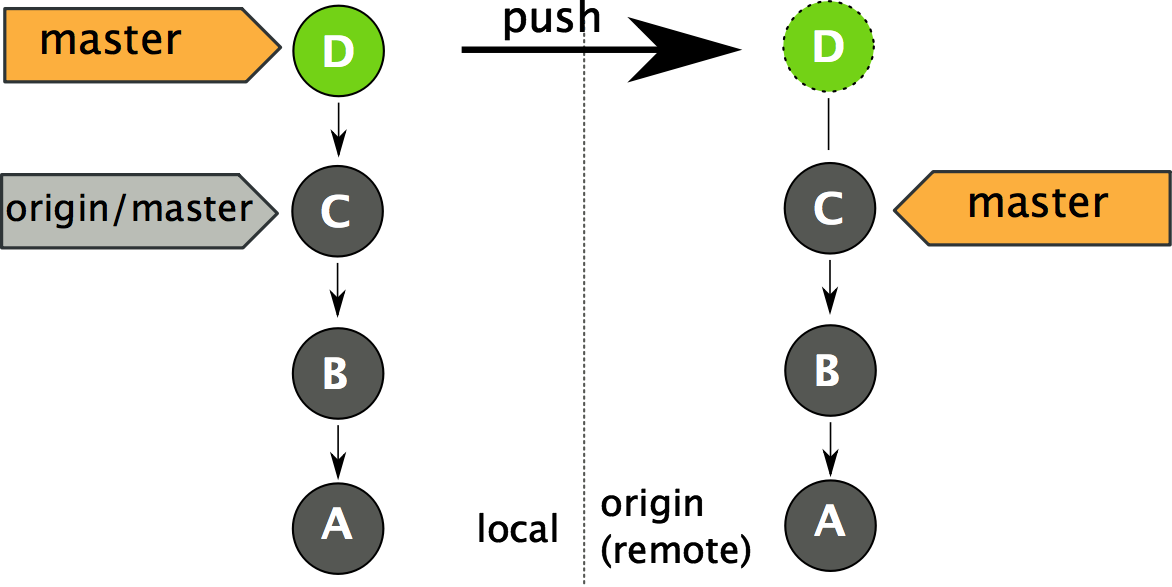 master
D
push
D
origin/master
C
C
master
B
B
A
local
origin
(remote)
A